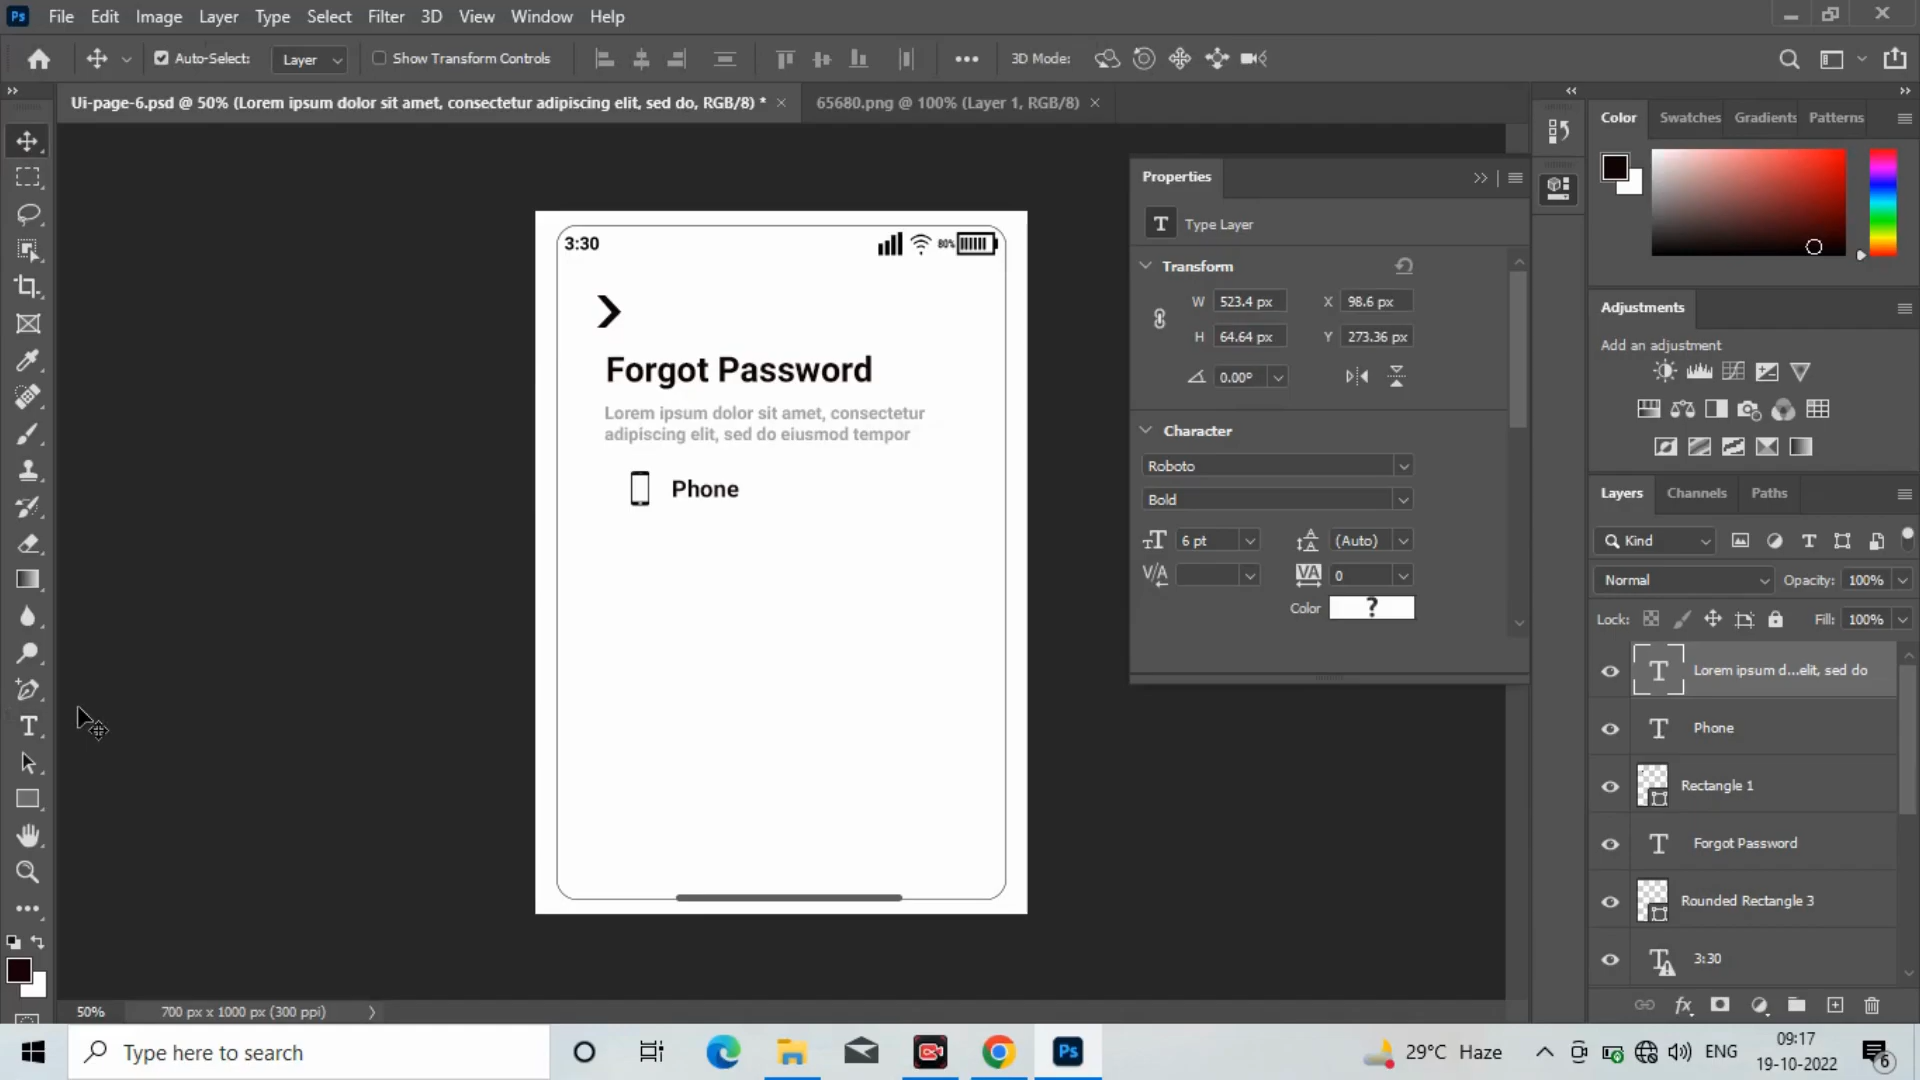 Ps File Edit Image Layer Type Select Filter 3D View Window Help
Auto-Select: Layer Show Transform Controls 3D Mode:
Ui-page-6.psd @ 50% (Lorem ipsum dolor sit amet, consectetur adipiscing elit, sed do, RGB/8) *
65680.png @ 100% (Layer 1, RGB/8)
3:30
80%
Forgot Password
Lorem ipsum dolor sit amet, consectetur
adipiscing elit, sed do eiusmod tempor
Phone
Properties
T Type Layer
Transform
W 523.4 px X 98.6 px
H 64.64 px Y 273.36 px
0.00°
Character
Roboto
Bold
6 pt (Auto)
V/A VA 0
Color ?
Color Swatches Gradients Patterns
Adjustments
Add an adjustment
Layers Channels Paths
Kind
Normal Opacity: 100%
Lock: Fill: 100%
T Lorem ipsum d...elit, sed do
T Phone
Rectangle 1
T Forgot Password
Rounded Rectangle 3
T 3:30
fx
50% 700 px x 1000 px (300 ppi)
Type here to search
Ps
29°C Haze
ENG
09:17
19-10-2022
6